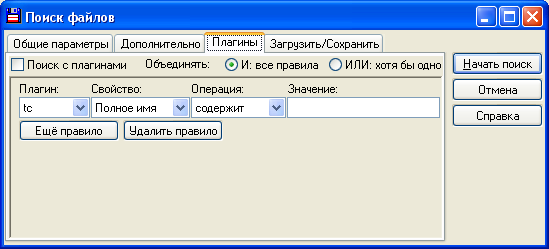 Поиск файлов
Общие параметры Дополнительно Плагины Загрузить/Сохранить
Поиск с плагинами Объединять: И: все правила ИЛИ: хотя бы одно
Начать поиск
Отмена
Справка
Плагин: Свойство: Операция: Значение:
tc Полное имя содержит
Ещё правило Удалить правило